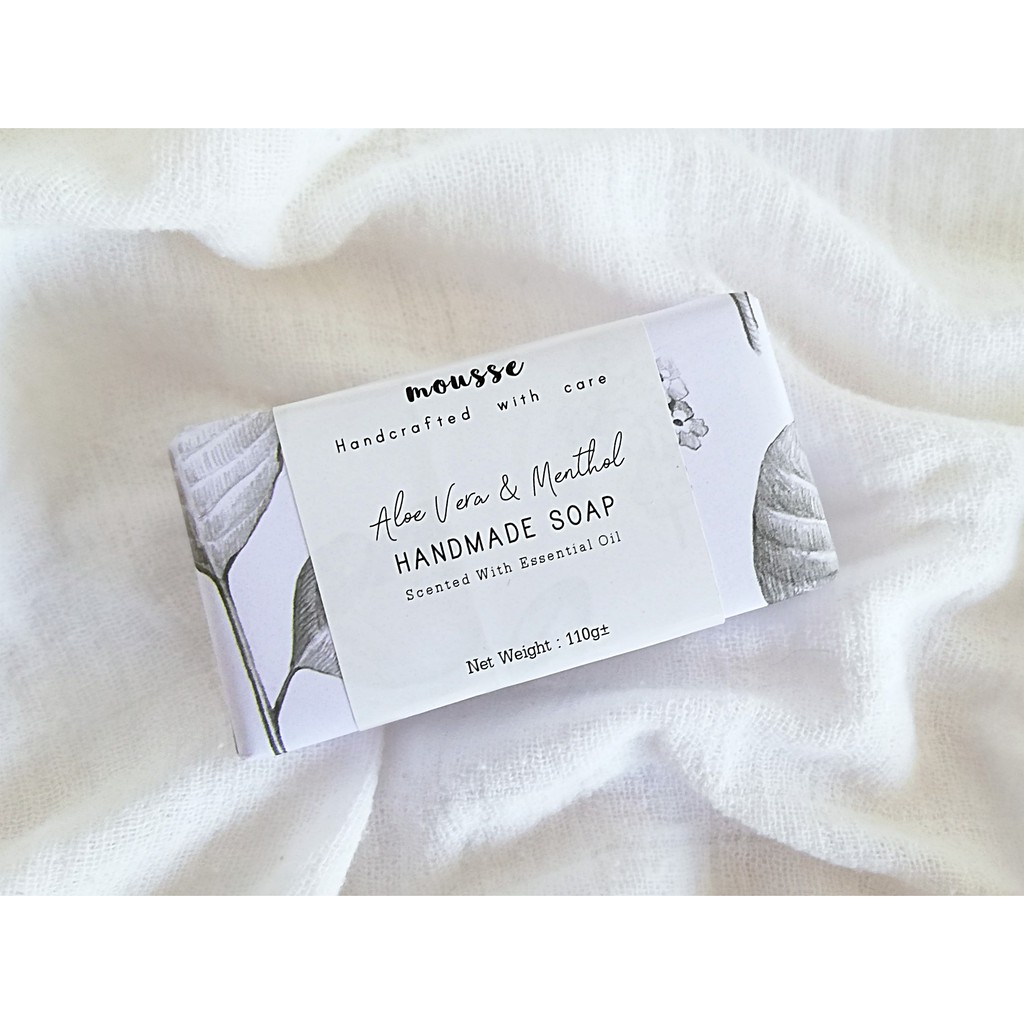 mousse
Handcrafted with care
Aloe Vera & Menthol
HANDMADE SOAP
Scented With Essential Oil
Net Weight : 110g±